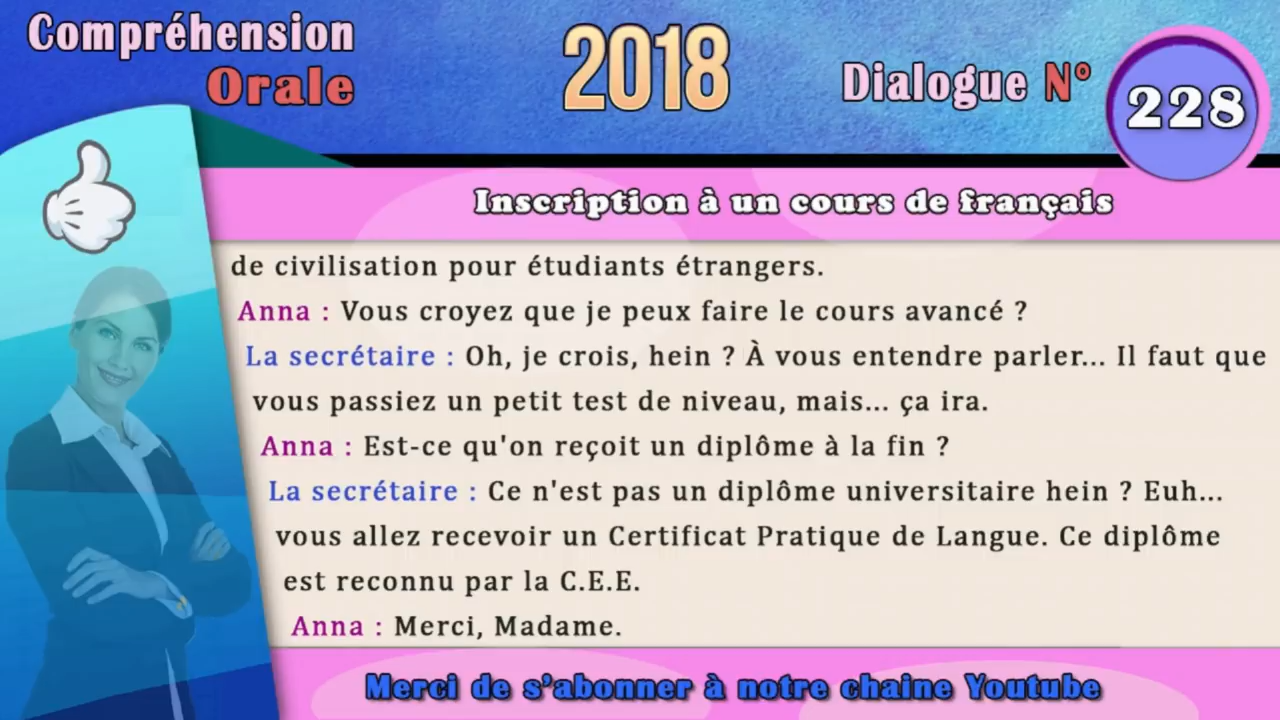 Compréhension
Orale
2018
Dialogue N°
228
Inscription à un cours de français
de civilisation pour étudiants étrangers.
Anna : Vous croyez que je peux faire le cours avancé ?
La secrétaire : Oh, je crois, hein ? À vous entendre parler... Il faut que
vous passiez un petit test de niveau, mais... ça ira.
Anna : Est-ce qu'on reçoit un diplôme à la fin ?
La secrétaire : Ce n'est pas un diplôme universitaire hein ? Euh...
vous allez recevoir un Certificat Pratique de Langue. Ce diplôme
est reconnu par la C.E.E.
Anna : Merci, Madame.
Merci de s'abonner à notre chaine Youtube